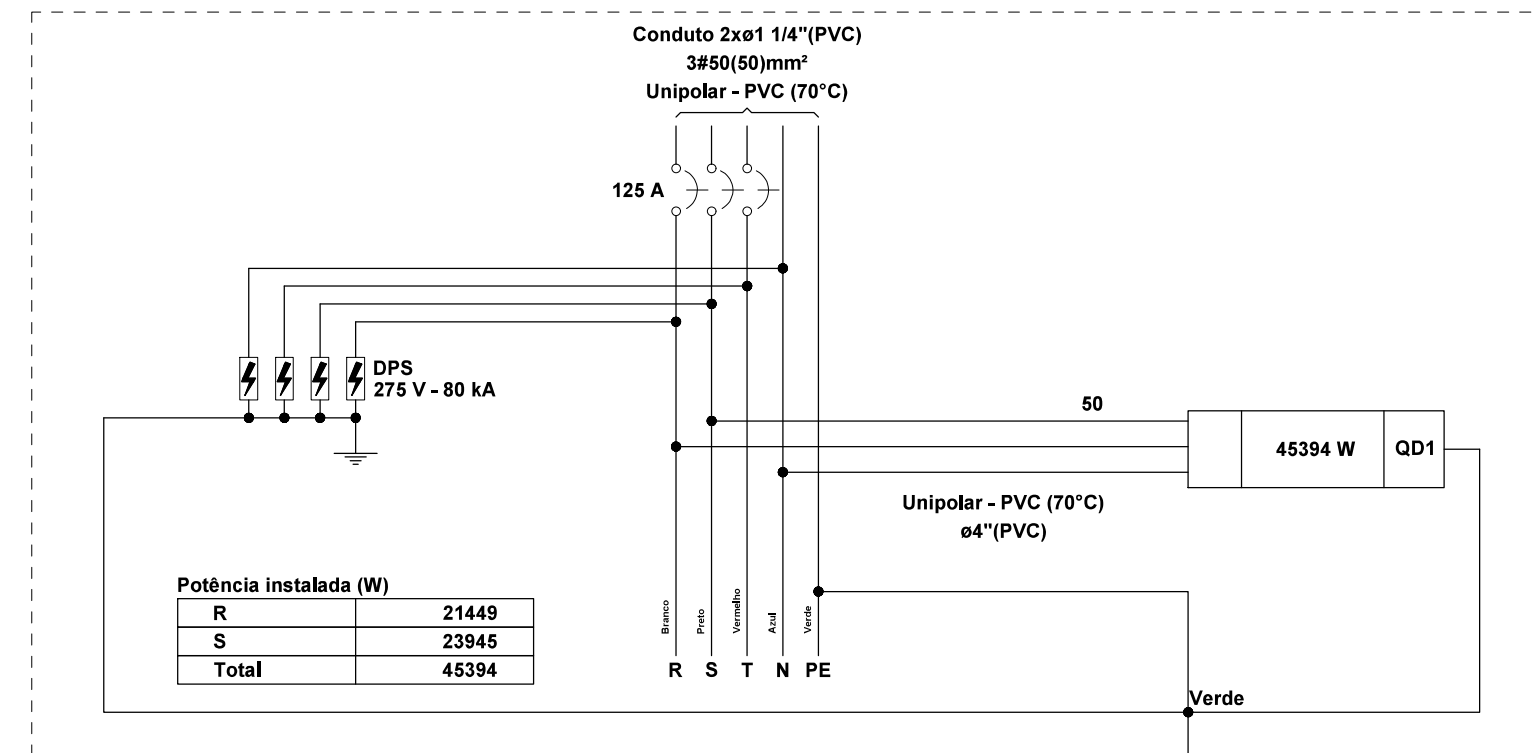 Conduto 2xø1 1/4"(PVC)
3#50(50)mm²
Unipolar - PVC (70°C)
125 A
DPS
275 V - 80 kA
50
45394 W
QD1
Unipolar - PVC (70°C)
ø4"(PVC)
Potência instalada (W)
R 21449
S 23945
Total 45394
Branco
Preto
Vermelho
Azul
Verde
R S T N PE
Verde